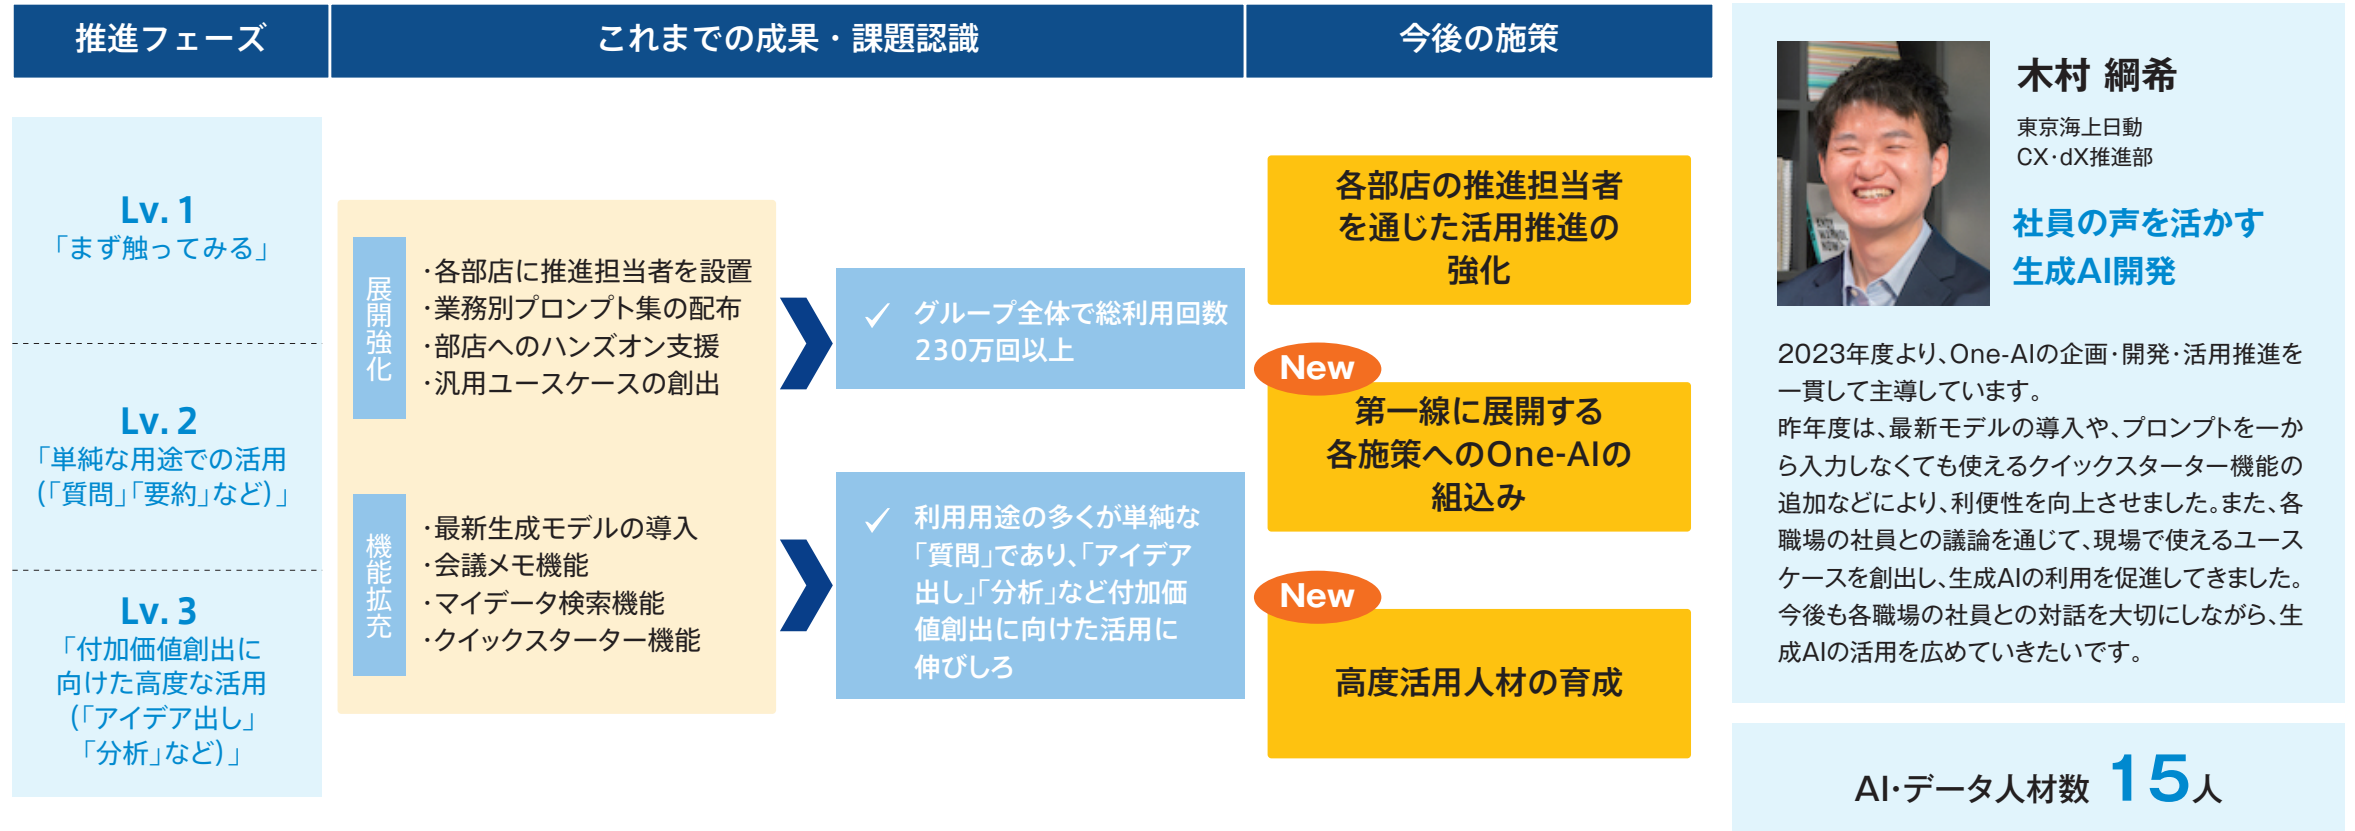 推進フェーズ
これまでの成果・課題認識
今後の施策
Lv. 1
「まず触ってみる」
Lv. 2
「単純な用途での活用
(「質問」「要約」など)」
Lv. 3
「付加価値創出に
向けた高度な活用
(「アイデア出し」
「分析」など)」
展開強化
・各部店に推進担当者を設置
・業務別プロンプト集の配布
・部店へのハンズオン支援
・汎用ユースケースの創出
機能拡充
・最新生成モデルの導入
・会議メモ機能
・マイデータ検索機能
・クイックスターター機能
✓ グループ全体で総利用回数
230万回以上
✓ 利用用途の多くが単純な
「質問」であり、「アイデア
出し」「分析」など付加価
値創出に向けた活用に
伸びしろ
各部店の推進担当者
を通じた活用推進の
強化
New
第一線に展開する
各施策へのOne-AIの
組込み
New
高度活用人材の育成
木村 綱希
東京海上日動
CX・dX推進部
社員の声を活かす
生成AI開発
2023年度より、One-AIの企画・開発・活用推進を
一貫して主導しています。
昨年度は、最新モデルの導入や、プロンプトを一か
ら入力しなくても使えるクイックスターター機能の
追加などにより、利便性を向上させました。また、各
職場の社員との議論を通じて、現場で使えるユース
ケースを創出し、生成AIの利用を促進してきました。
今後も各職場の社員との対話を大切にしながら、生
成AIの活用を広めていきたいです。
AI・データ人材数 15人